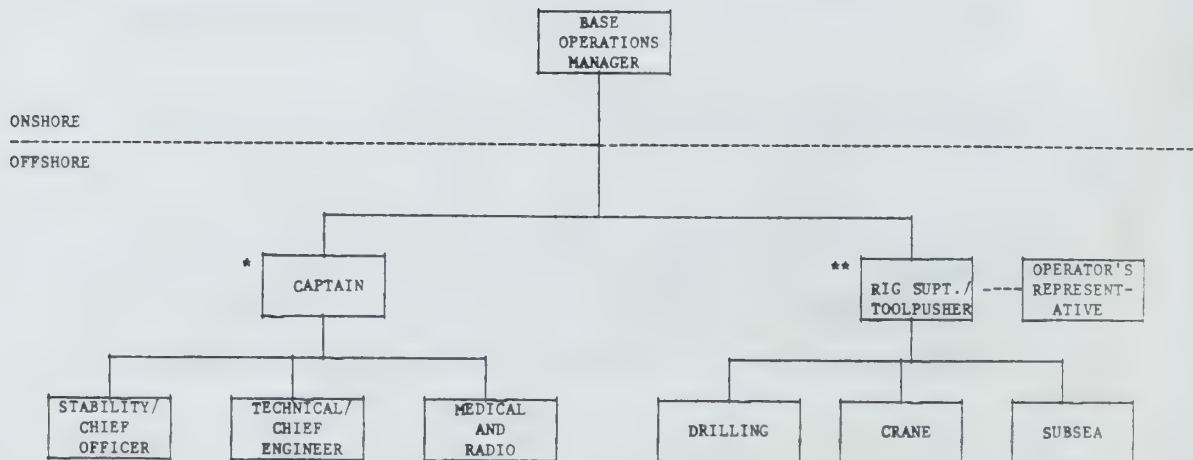 BASE
OPERATIONS
MANAGER
ONSHORE
OFFSHORE
*
CAPTAIN
**
RIG SUPT./
TOOLPUSHER
OPERATOR'S
REPRESENT-
ATIVE
STABILITY/
CHIEF
OFFICER
TECHNICAL/
CHIEF
ENGINEER
MEDICAL
AND
RADIO
DRILLING
CRANE
SUBSEA